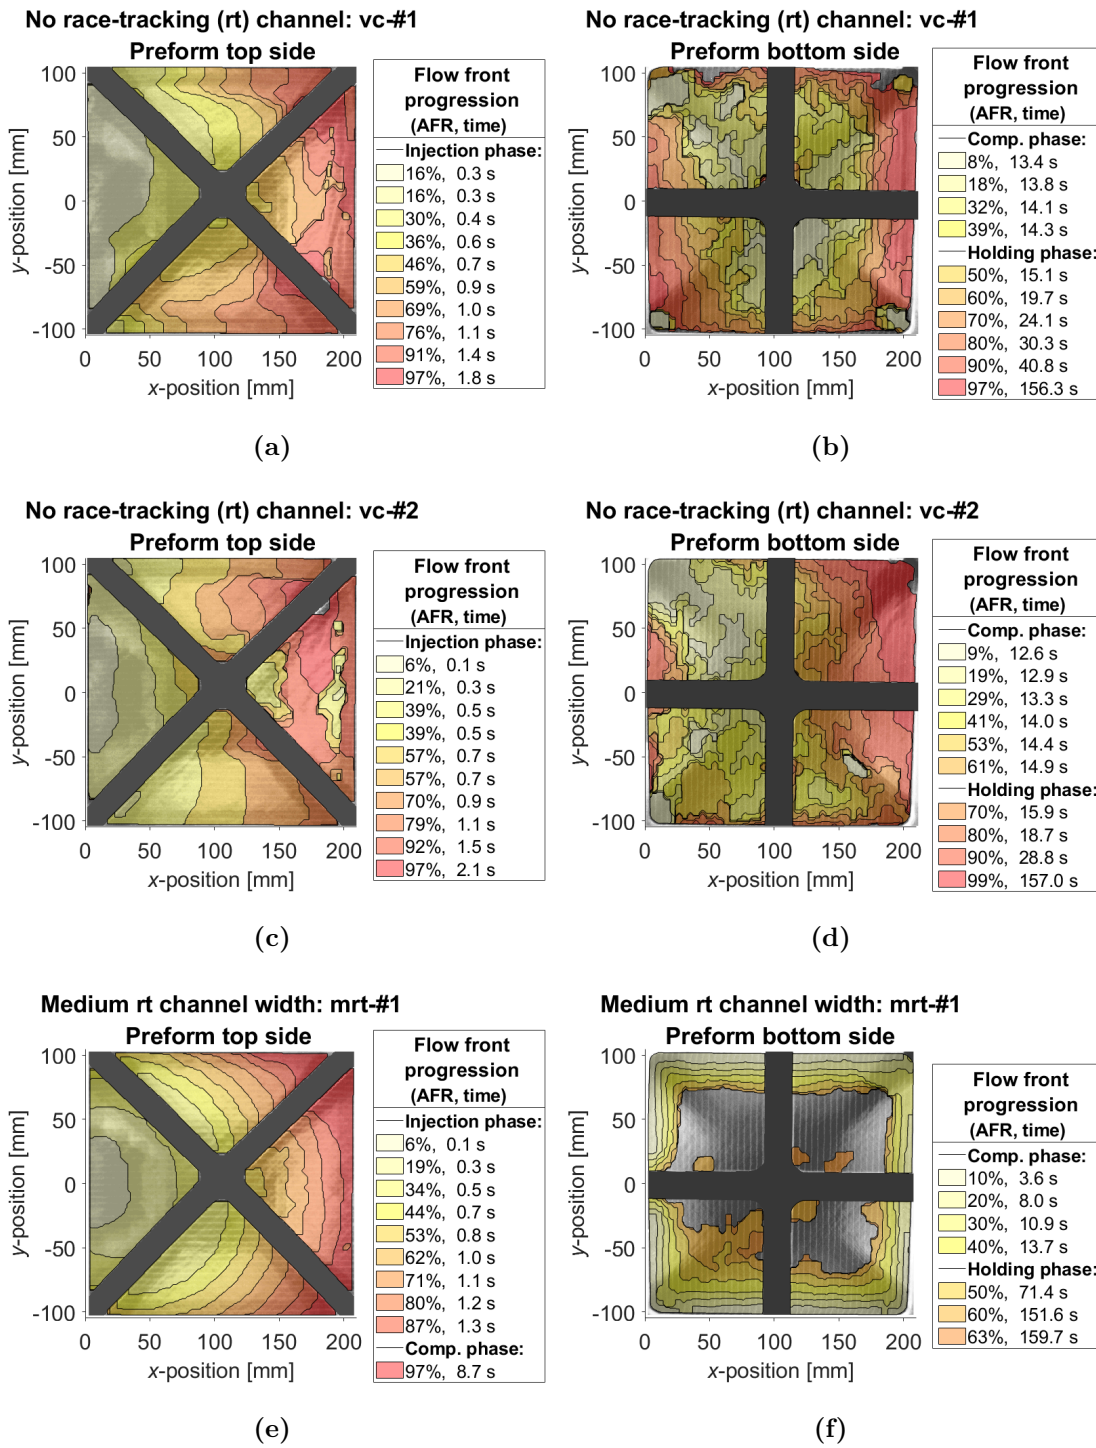 No race-tracking (rt) channel: vc-#1
Preform top side
100
50
0
-50
-100
y-position [mm]
0 50 100 150 200
x-position [mm]
Flow front
progression
(AFR, time)
Injection phase:
16%, 0.3 s
16%, 0.3 s
30%, 0.4 s
36%, 0.6 s
46%, 0.7 s
59%, 0.9 s
69%, 1.0 s
76%, 1.1 s
91%, 1.4 s
97%, 1.8 s
(a)
No race-tracking (rt) channel: vc-#1
Preform bottom side
100
50
0
-50
-100
y-position [mm]
0 50 100 150 200
x-position [mm]
Flow front
progression
(AFR, time)
Comp. phase:
8%, 13.4 s
18%, 13.8 s
32%, 14.1 s
39%, 14.3 s
Holding phase:
50%, 15.1 s
60%, 19.7 s
70%, 24.1 s
80%, 30.3 s
90%, 40.8 s
97%, 156.3 s
(b)
No race-tracking (rt) channel: vc-#2
Preform top side
100
50
0
-50
-100
y-position [mm]
0 50 100 150 200
x-position [mm]
Flow front
progression
(AFR, time)
Injection phase:
6%, 0.1 s
21%, 0.3 s
39%, 0.5 s
39%, 0.5 s
57%, 0.7 s
57%, 0.7 s
70%, 0.9 s
79%, 1.1 s
92%, 1.5 s
97%, 2.1 s
(c)
No race-tracking (rt) channel: vc-#2
Preform bottom side
100
50
0
-50
-100
y-position [mm]
0 50 100 150 200
x-position [mm]
Flow front
progression
(AFR, time)
Comp. phase:
9%, 12.6 s
19%, 12.9 s
29%, 13.3 s
41%, 14.0 s
53%, 14.4 s
61%, 14.9 s
Holding phase:
70%, 15.9 s
80%, 18.7 s
90%, 28.8 s
99%, 157.0 s
(d)
Medium rt channel width: mrt-#1
Preform top side
100
50
0
-50
-100
y-position [mm]
0 50 100 150 200
x-position [mm]
Flow front
progression
(AFR, time)
Injection phase:
6%, 0.1 s
19%, 0.3 s
34%, 0.5 s
44%, 0.7 s
53%, 0.8 s
62%, 1.0 s
71%, 1.1 s
80%, 1.2 s
87%, 1.3 s
Comp. phase:
97%, 8.7 s
(e)
Medium rt channel width: mrt-#1
Preform bottom side
100
50
0
-50
-100
y-position [mm]
0 50 100 150 200
x-position [mm]
Flow front
progression
(AFR, time)
Comp. phase:
10%, 3.6 s
20%, 8.0 s
30%, 10.9 s
40%, 13.7 s
Holding phase:
50%, 71.4 s
60%, 151.6 s
63%, 159.7 s
(f)